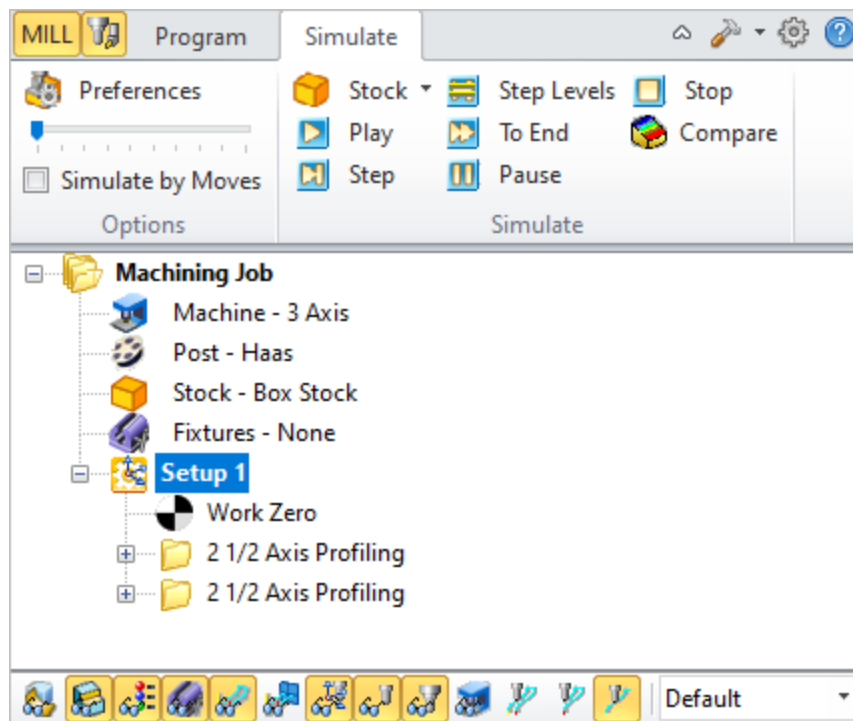 MILL Program Simulate
Preferences Stock Step Levels Stop
Play To End Compare
Simulate by Moves Step Pause
Options Simulate
Machining Job
Machine - 3 Axis
Post - Haas
Stock - Box Stock
Fixtures - None
Setup 1
Work Zero
2 1/2 Axis Profiling
2 1/2 Axis Profiling
Default